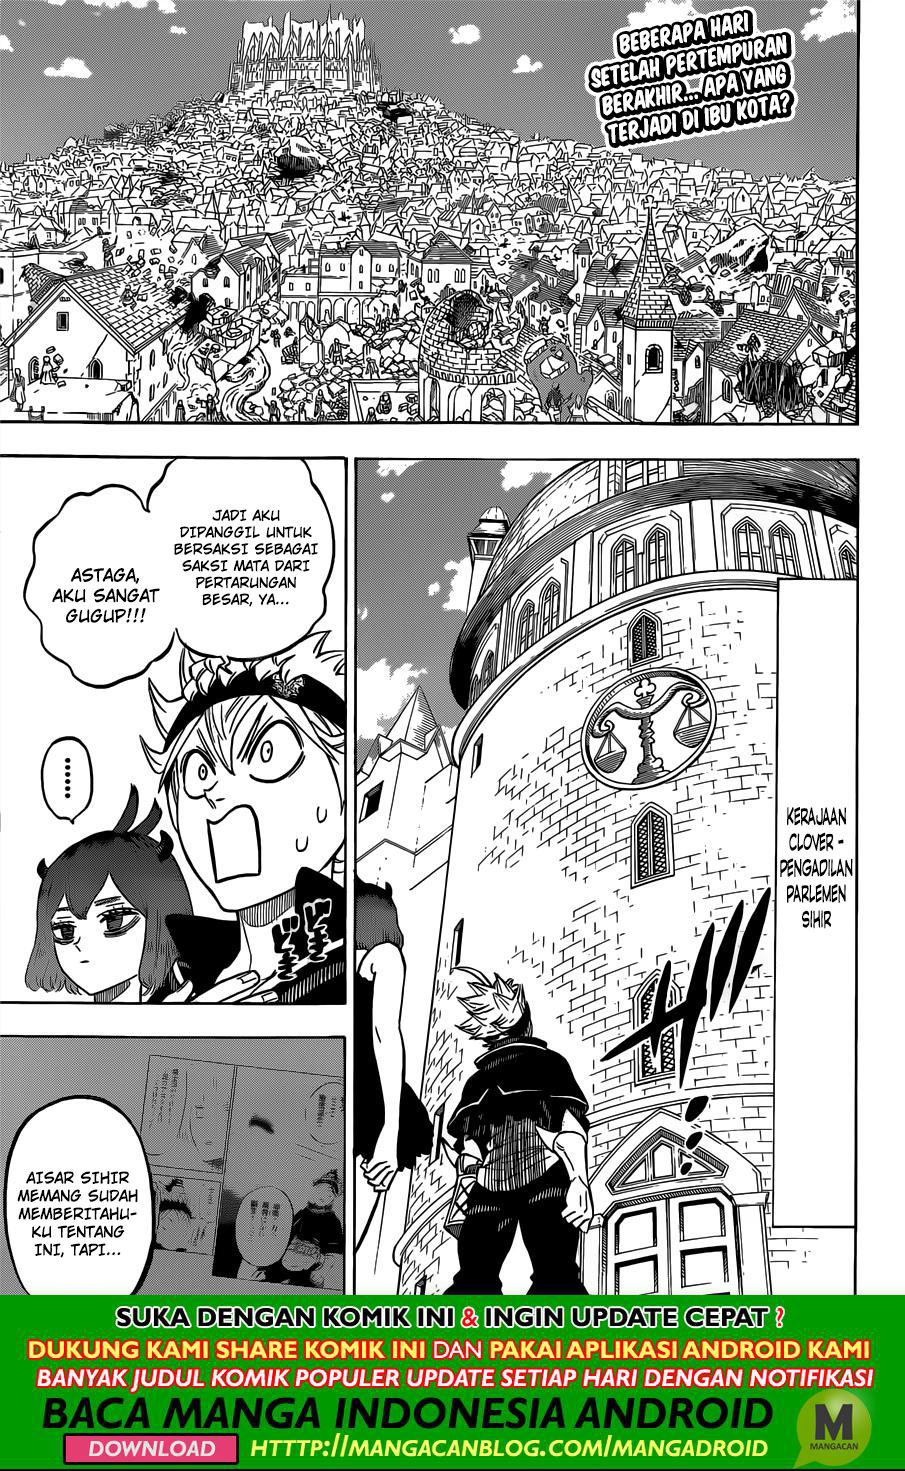 BEBERAPA HARI
SETELAH PERTEMPURAN
BERAKHIR... APA YANG
TERJADI DI IBU KOTA?
KERAJAAN
CLOVER -
PENGADILAN
PARLEMEN
SIHIR
JADI AKU
DIPANGGIL UNTUK
BERSAKSI SEBAGAI
SAKSI MATA DARI
PERTARUNGAN
BESAR, YA...
ASTAGA,
AKU SANGAT
GUGUP!!!
......
ドドド
AISAR SIHIR
MEMANG SUDAH
MEMBERITAHU-
KU TENTANG
INI, TAPI...
SUKA DENGAN KOMIK INI & INGIN UPDATE CEPAT ?
DUKUNG KAMI SHARE KOMIK INI DAN PAKAI APLIKASI ANDROID KAMI
BANYAK JUDUL KOMIK POPULER UPDATE SETIAP HARI DENGAN NOTIFIKASI
BACA MANGA INDONESIA ANDROID
DOWNLOAD HTTTP://MANGACANBLOG.COM/MANGADROID
M
MANGACAN